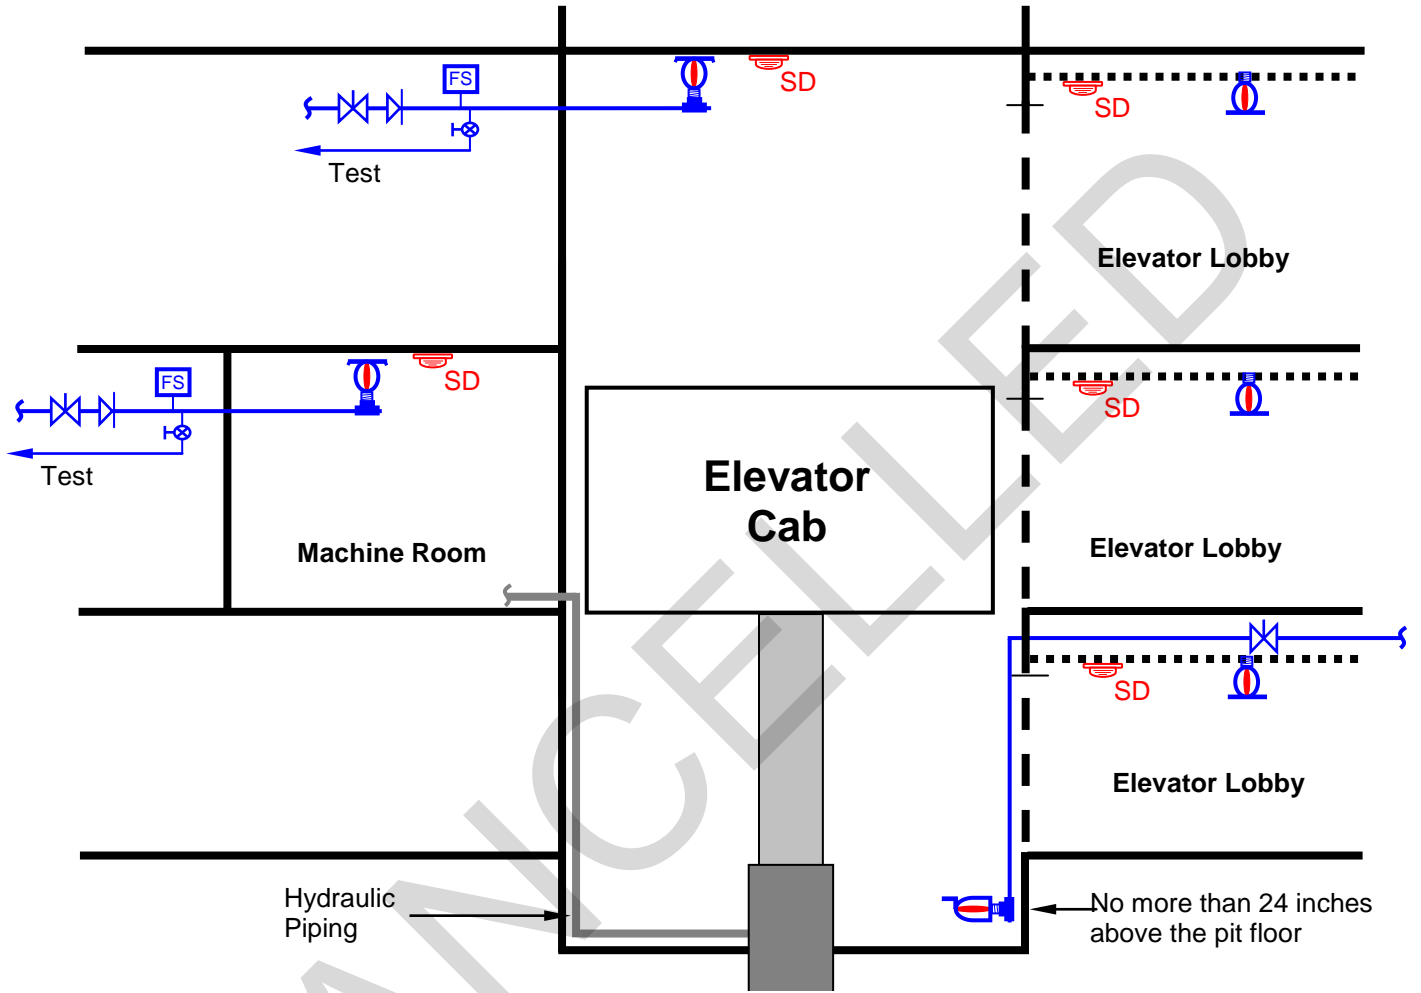 FS
SD
SD
Test
Elevator Lobby
FS
SD
SD
Test
Elevator
Cab
Machine Room
Elevator Lobby
SD
Elevator Lobby
Hydraulic
Piping
No more than 24 inches
above the pit floor
CANCELLED